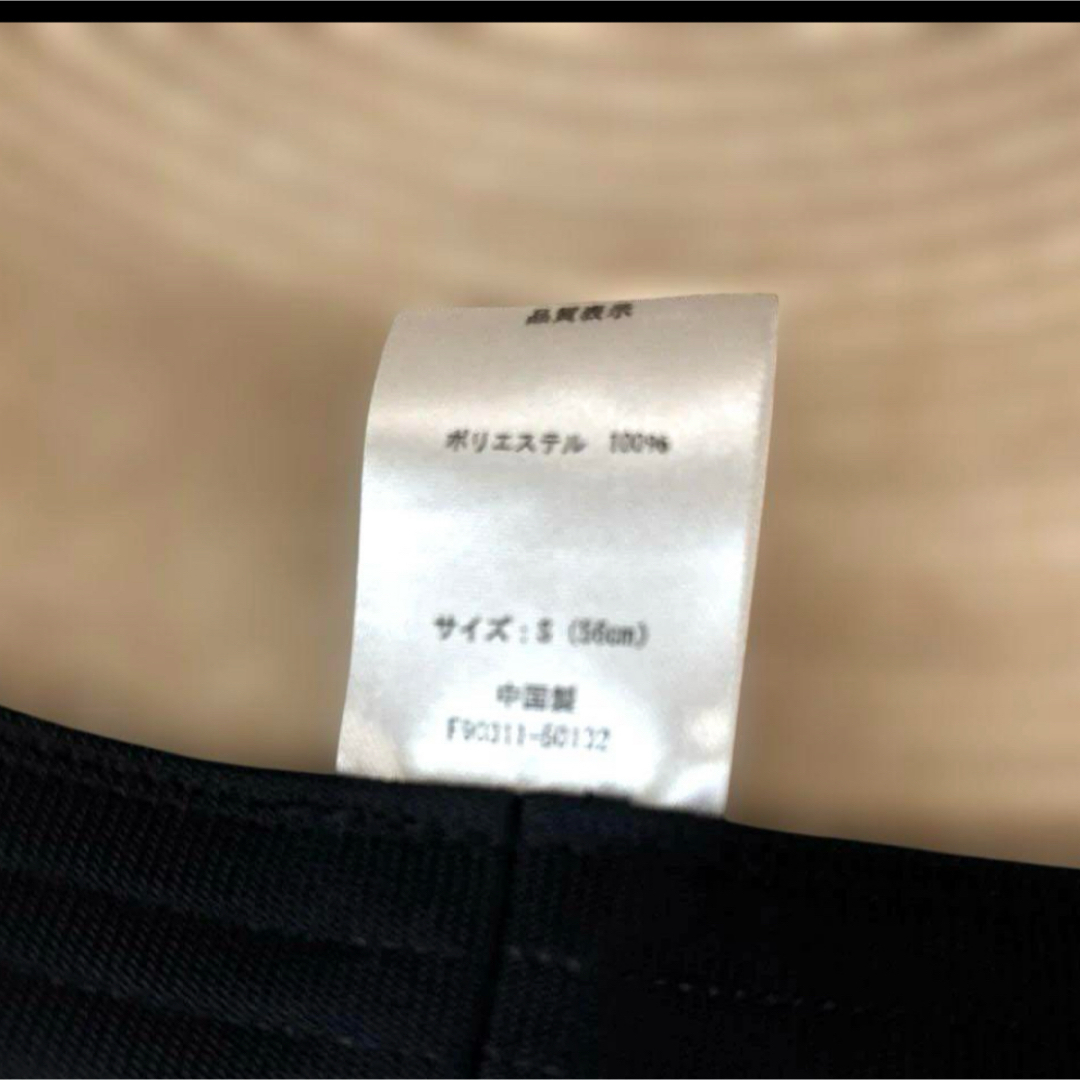 品質表示
ポリエステル 100%
サイズ:S (56cm)
中国製
F90311-60132